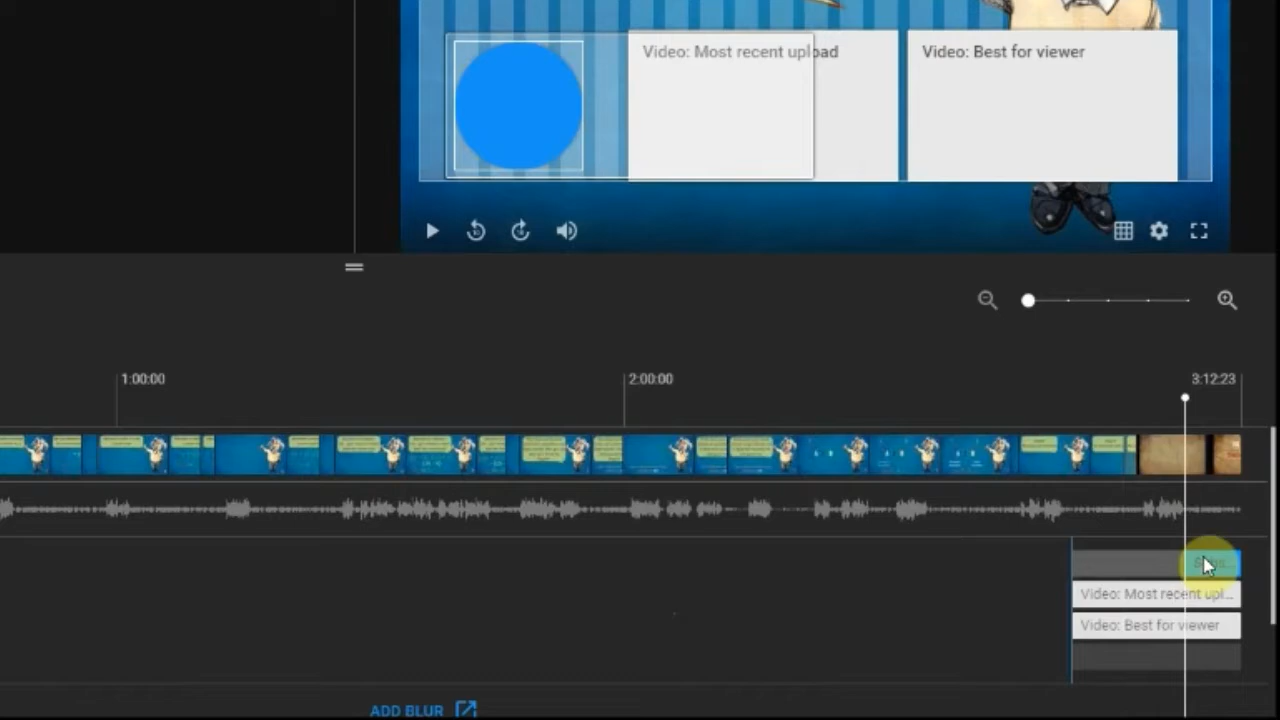 Video: Most recent upload
Video: Best for viewer
1:00:00
2:00:00
3:12:23
Subs...
Video: Most recent upl...
Video: Best for viewer
ADD BLUR